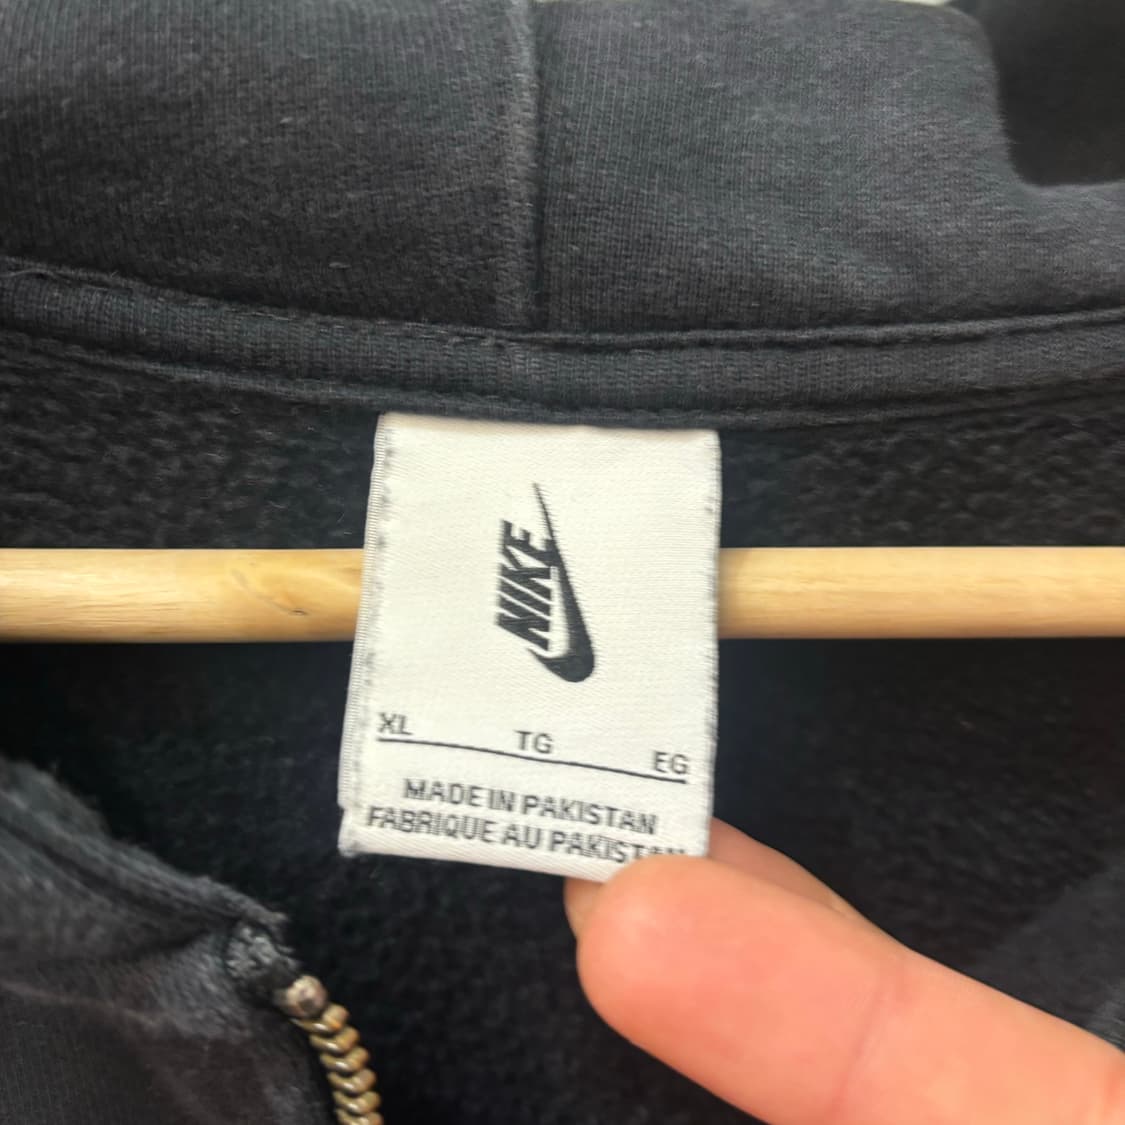 NIKE
XL TG EG
MADE IN PAKISTAN
FABRIQUE AU PAKISTAN